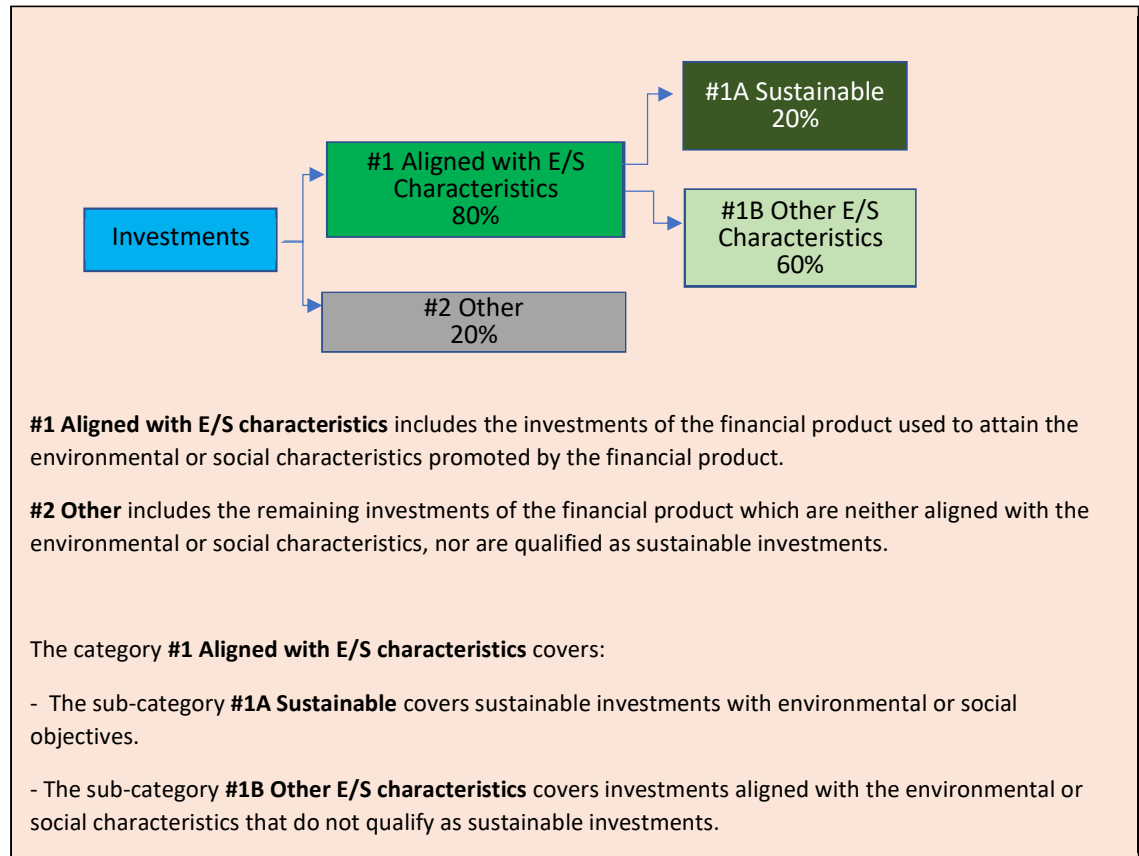 #1A Sustainable
20%
#1 Aligned with E/S
Characteristics
80%
#1B Other E/S
Characteristics
60%
Investments
#2 Other
20%
#1 Aligned with E/S characteristics includes the investments of the financial product used to attain the
environmental or social characteristics promoted by the financial product.
#2 Other includes the remaining investments of the financial product which are neither aligned with the
environmental or social characteristics, nor are qualified as sustainable investments.
The category #1 Aligned with E/S characteristics covers:
- The sub-category #1A Sustainable covers sustainable investments with environmental or social
objectives.
- The sub-category #1B Other E/S characteristics covers investments aligned with the environmental or
social characteristics that do not qualify as sustainable investments.